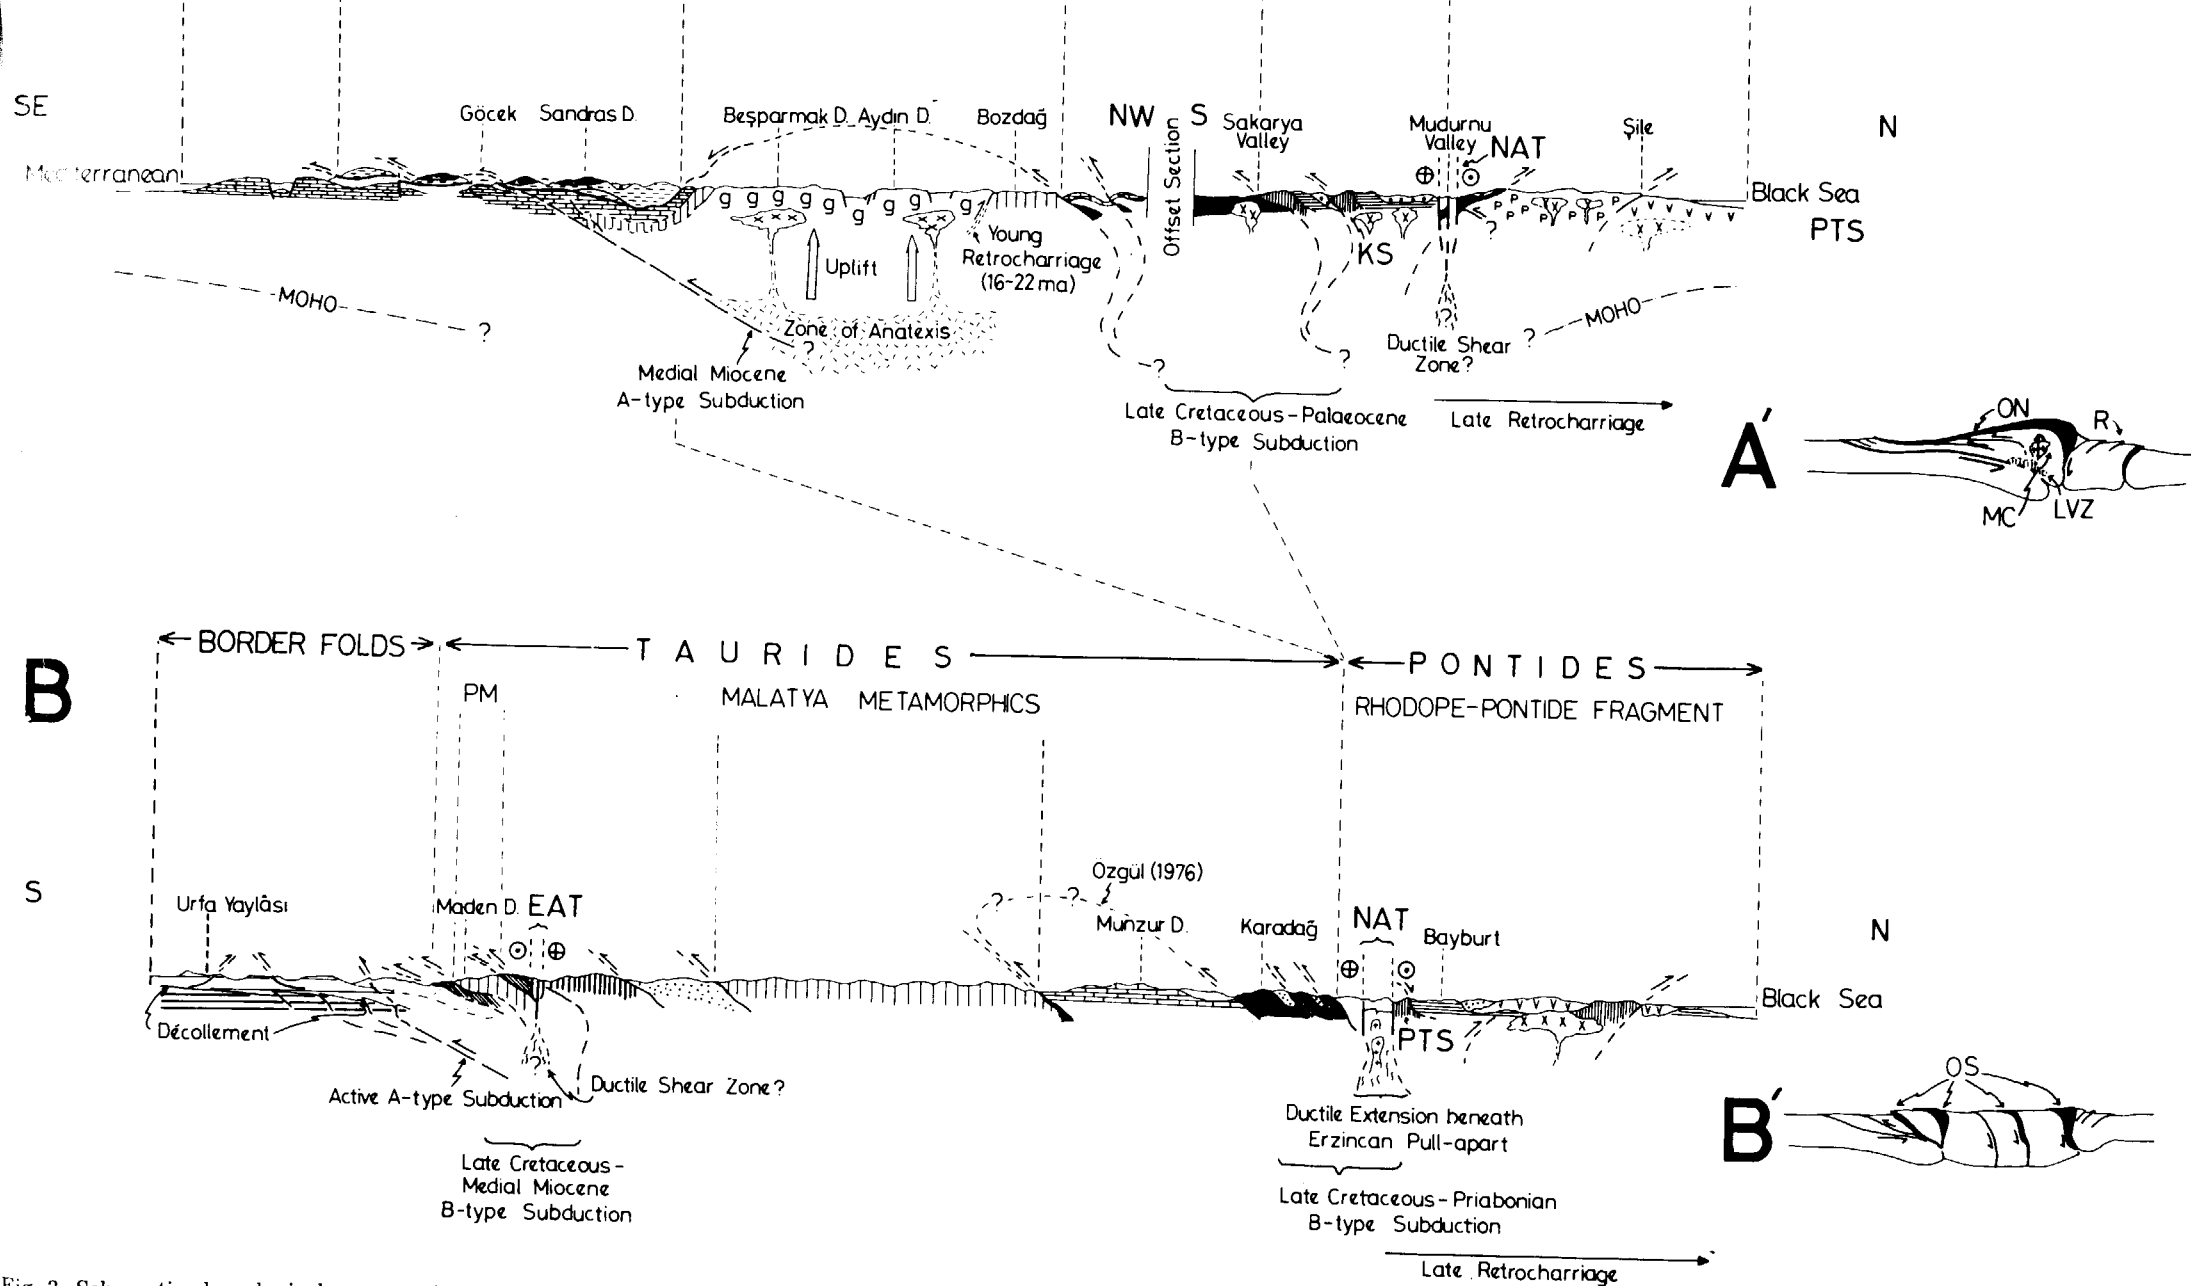 SE
Göcek Sandras D.
Beşparmak D. Aydın D.
Bozdağ
NW
Offset Section
S
Sakarya
Valley
Mudurnu
Valley
NAT
Şile
N
Mediterranean
g g g g g g g g g
x x x
x x
Black Sea
PTS
KS
?
Young
Retrocharriage
(16-22 ma)
Uplift
MOHO
?
Zone of Anatexis
?
Medial Miocene
A-type Subduction
?
?
Late Cretaceous-Palaeocene
B-type Subduction
?
Ductile Shear
Zone?
?
MOHO
Late Retrocharriage
A'
ON
R
MC
LVZ
B
BORDER FOLDS
TAURIDES
PONTIDES
PM
MALATYA METAMORPHICS
RHODOPE-PONTIDE FRAGMENT
S
Urfa Yaylâsı
Maden D.
EAT
?
?
Özgül (1976)
Munzur D.
Karadağ
NAT
Bayburt
N
Black Sea
PTS
v v v v
x x x x
v v
Décollement
?
Active A-type Subduction
Ductile Shear Zone?
Late Cretaceous-
Medial Miocene
B-type Subduction
Ductile Extension beneath
Erzincan Pull-apart
Late Cretaceous-Priabonian
B-type Subduction
Late Retrocharriage
B'
OS